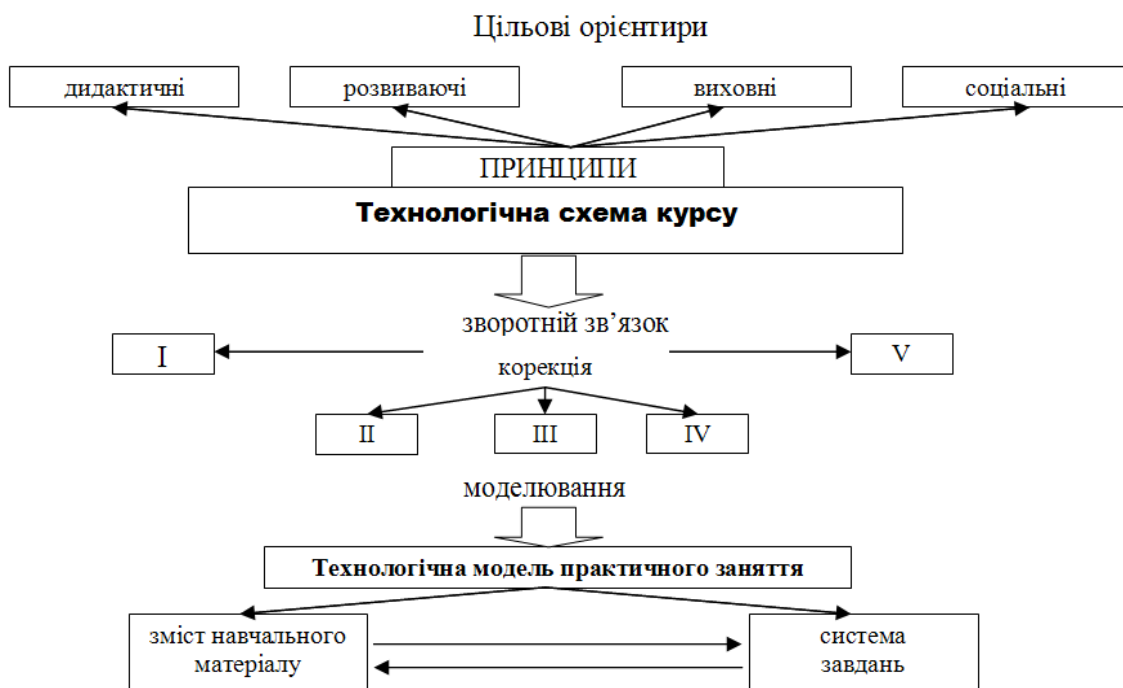 Цільові орієнтири
дидактичні
розвиваючі
виховні
соціальні
ПРИНЦИПИ
Технологічна схема курсу
зворотній зв’язок
I
V
корекція
II
III
IV
моделювання
Технологічна модель практичного заняття
зміст навчального
матеріалу
система
завдань